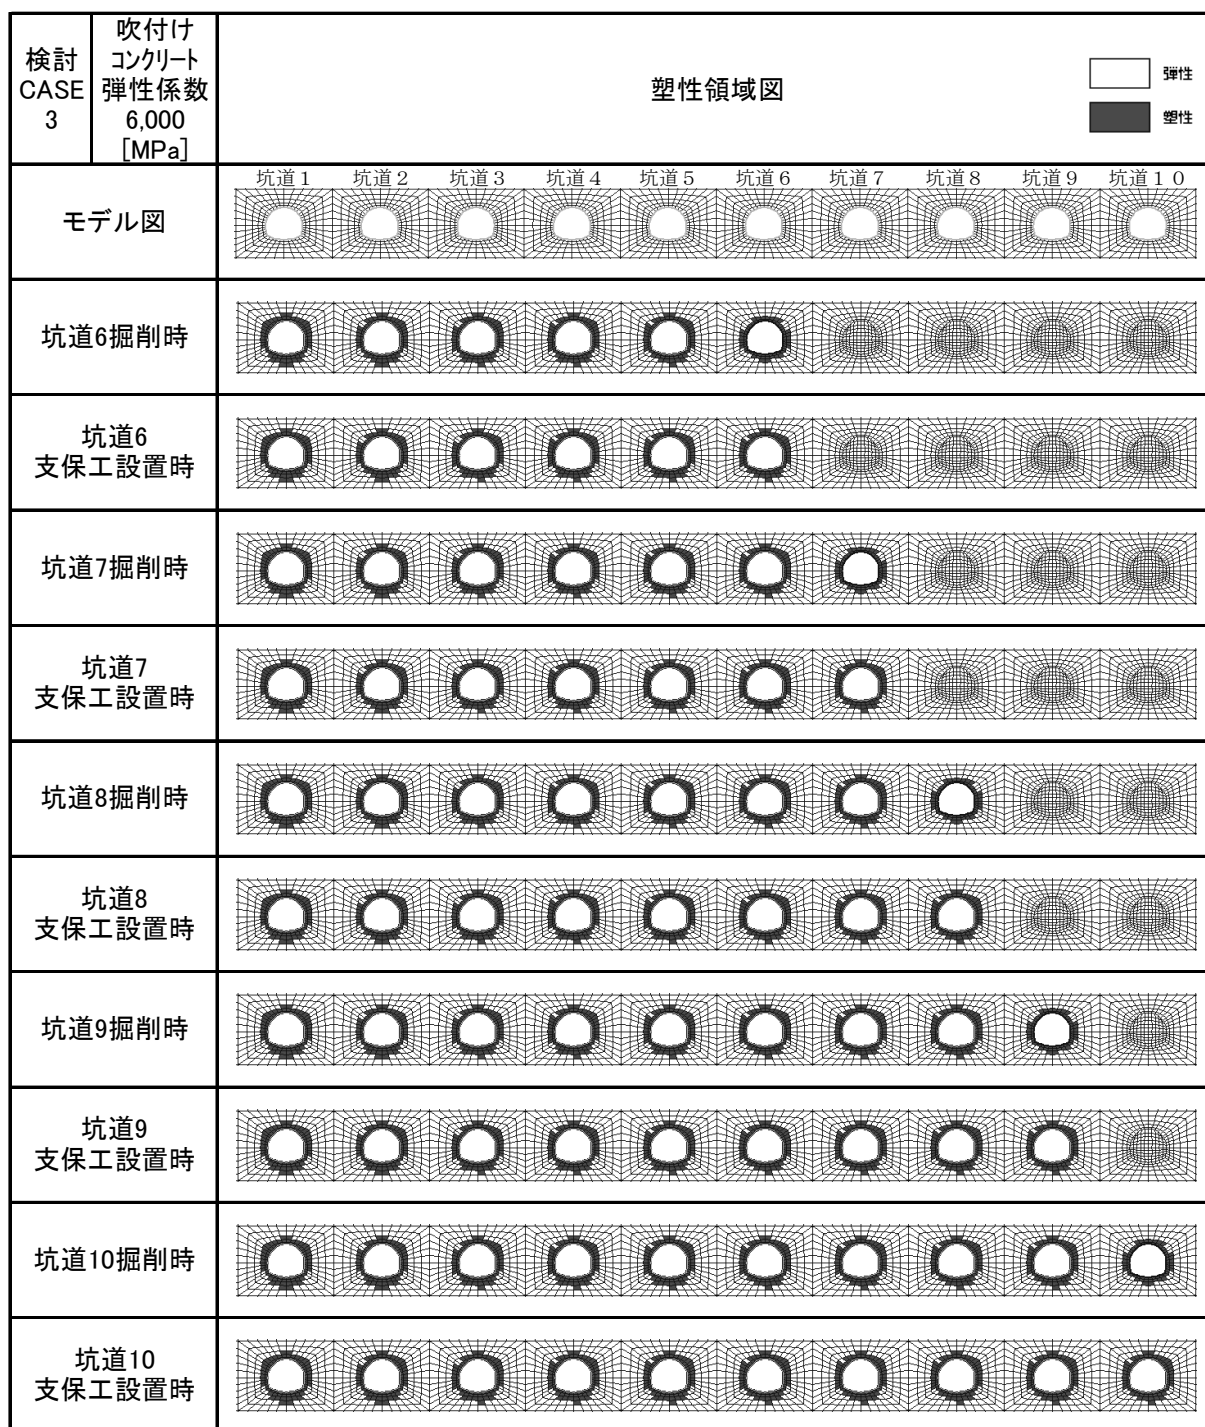 検討
CASE
3
吹付け
コンクリート
弾性係数
6,000
[MPa]
塑性領域図
弾性
塑性
モデル図
坑道1 坑道2 坑道3 坑道4 坑道5 坑道6 坑道7 坑道8 坑道9 坑道10
坑道6掘削時
坑道6
支保工設置時
坑道7掘削時
坑道7
支保工設置時
坑道8掘削時
坑道8
支保工設置時
坑道9掘削時
坑道9
支保工設置時
坑道10掘削時
坑道10
支保工設置時